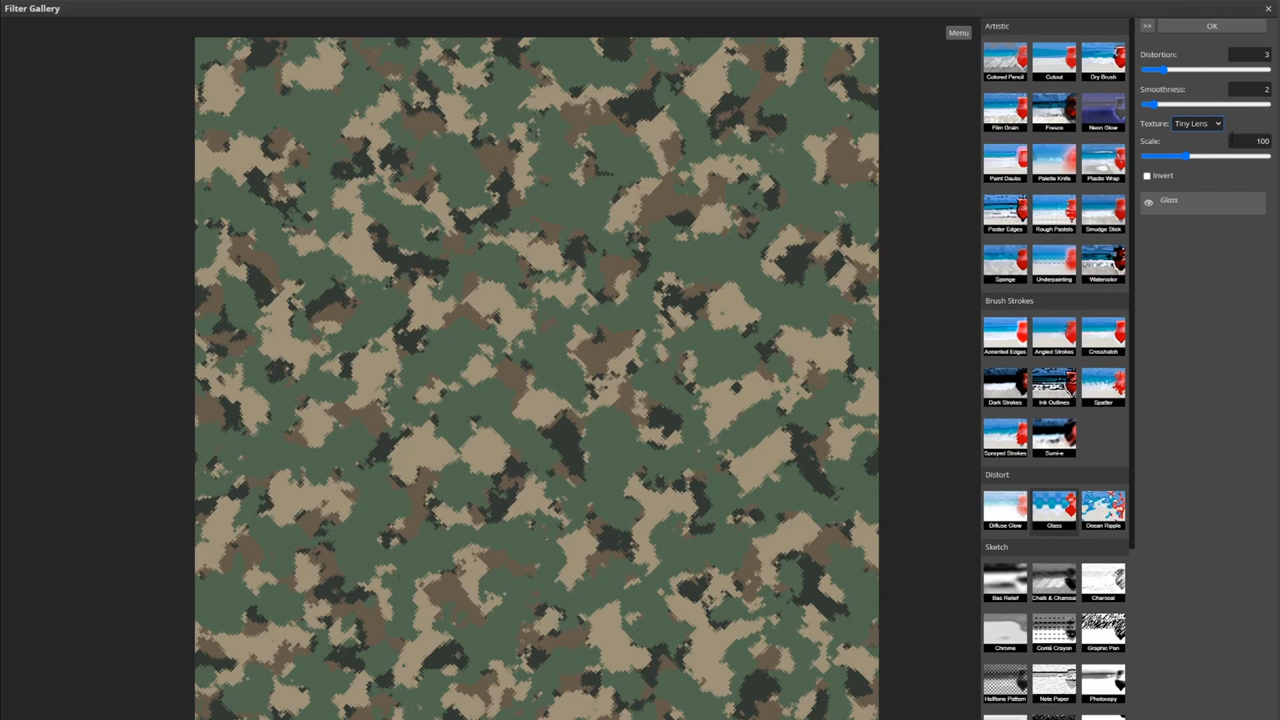 Filter Gallery ✕
Menu
Artistic
Colored Pencil Cutout Dry Brush
Film Grain Fresco Neon Glow
Paint Daubs Palette Knife Plastic Wrap
Poster Edges Rough Pastels Smudge Stick
Sponge Underpainting Watercolor
Brush Strokes
Accented Edges Angled Strokes Crosshatch
Dark Strokes Ink Outlines Spatter
Sprayed Strokes Sumi-e
Distort
Diffuse Glow Glass Ocean Ripple
Sketch
Bas Relief Chalk & Charcoal Charcoal
Chrome Conté Crayon Graphic Pen
Halftone Pattern Note Paper Photocopy
>> OK
Distortion: 3
Smoothness: 2
Texture: Tiny Lens
Scale: 100
Invert
Glass